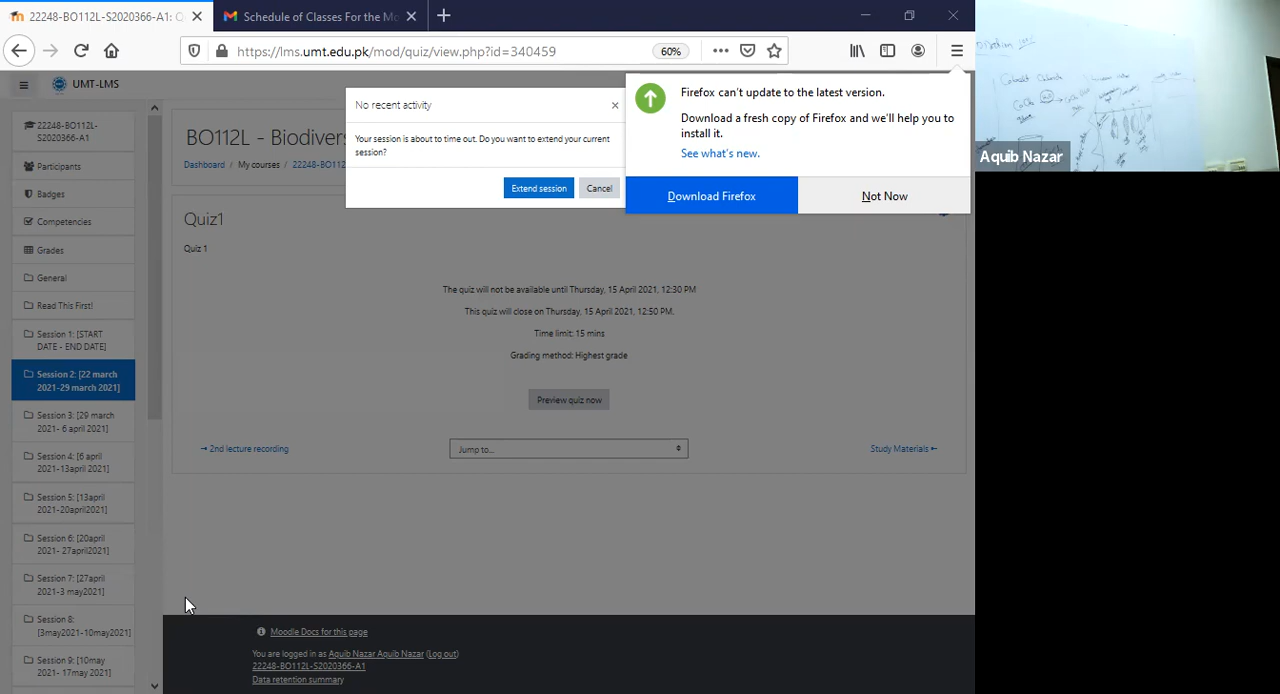 22248-BO112L-S2020366-A1: Q
Schedule of Classes For the Mo
https://lms.umt.edu.pk/mod/quiz/view.php?id=340459
60%
UMT-LMS
22248-BO112L-
S2020366-A1
Participants
Badges
Competencies
Grades
General
Read This First!
Session 1: [START
DATE - END DATE]
Session 2: [22 march
2021-29 march 2021]
Session 3: [29 march
2021- 6 april 2021]
Session 4: [6 april
2021-13april 2021]
Session 5: [13april
2021-20april2021]
Session 6: [20april
2021- 27april2021]
Session 7: [27april
2021-3 may2021]
Session 8:
[3may2021-10may2021]
Session 9: [10may
2021- 17may 2021]
BO112L - Biodivers
Dashboard / My courses / 22248-BO112
No recent activity
Your session is about to time out. Do you want to extend your current
session?
Extend session
Cancel
Firefox can't update to the latest version.
Download a fresh copy of Firefox and we'll help you to
install it.
See what's new.
Download Firefox
Not Now
Quiz1
Quiz 1
The quiz will not be available until Thursday, 15 April 2021, 12:30 PM
This quiz will close on Thursday, 15 April 2021, 12:50 PM.
Time limit: 15 mins
Grading method: Highest grade
Preview quiz now
2nd lecture recording
Jump to...
Study Materials
Moodle Docs for this page
You are logged in as Aquib Nazar Aquib Nazar (Log out)
22248-BO112L-S2020366-A1
Data retention summary
Aquib Nazar